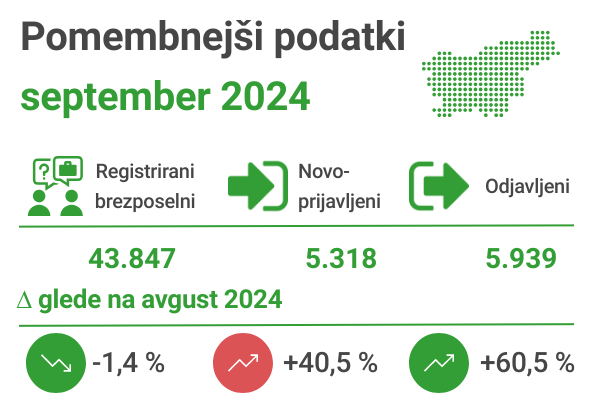 Pomembnejši podatki
september 2024
?
Registrirani
brezposelni
Novo-
prijavljeni
Odjavljeni
43.847
5.318
5.939
Δ glede na avgust 2024
-1,4 %
+40,5 %
+60,5 %